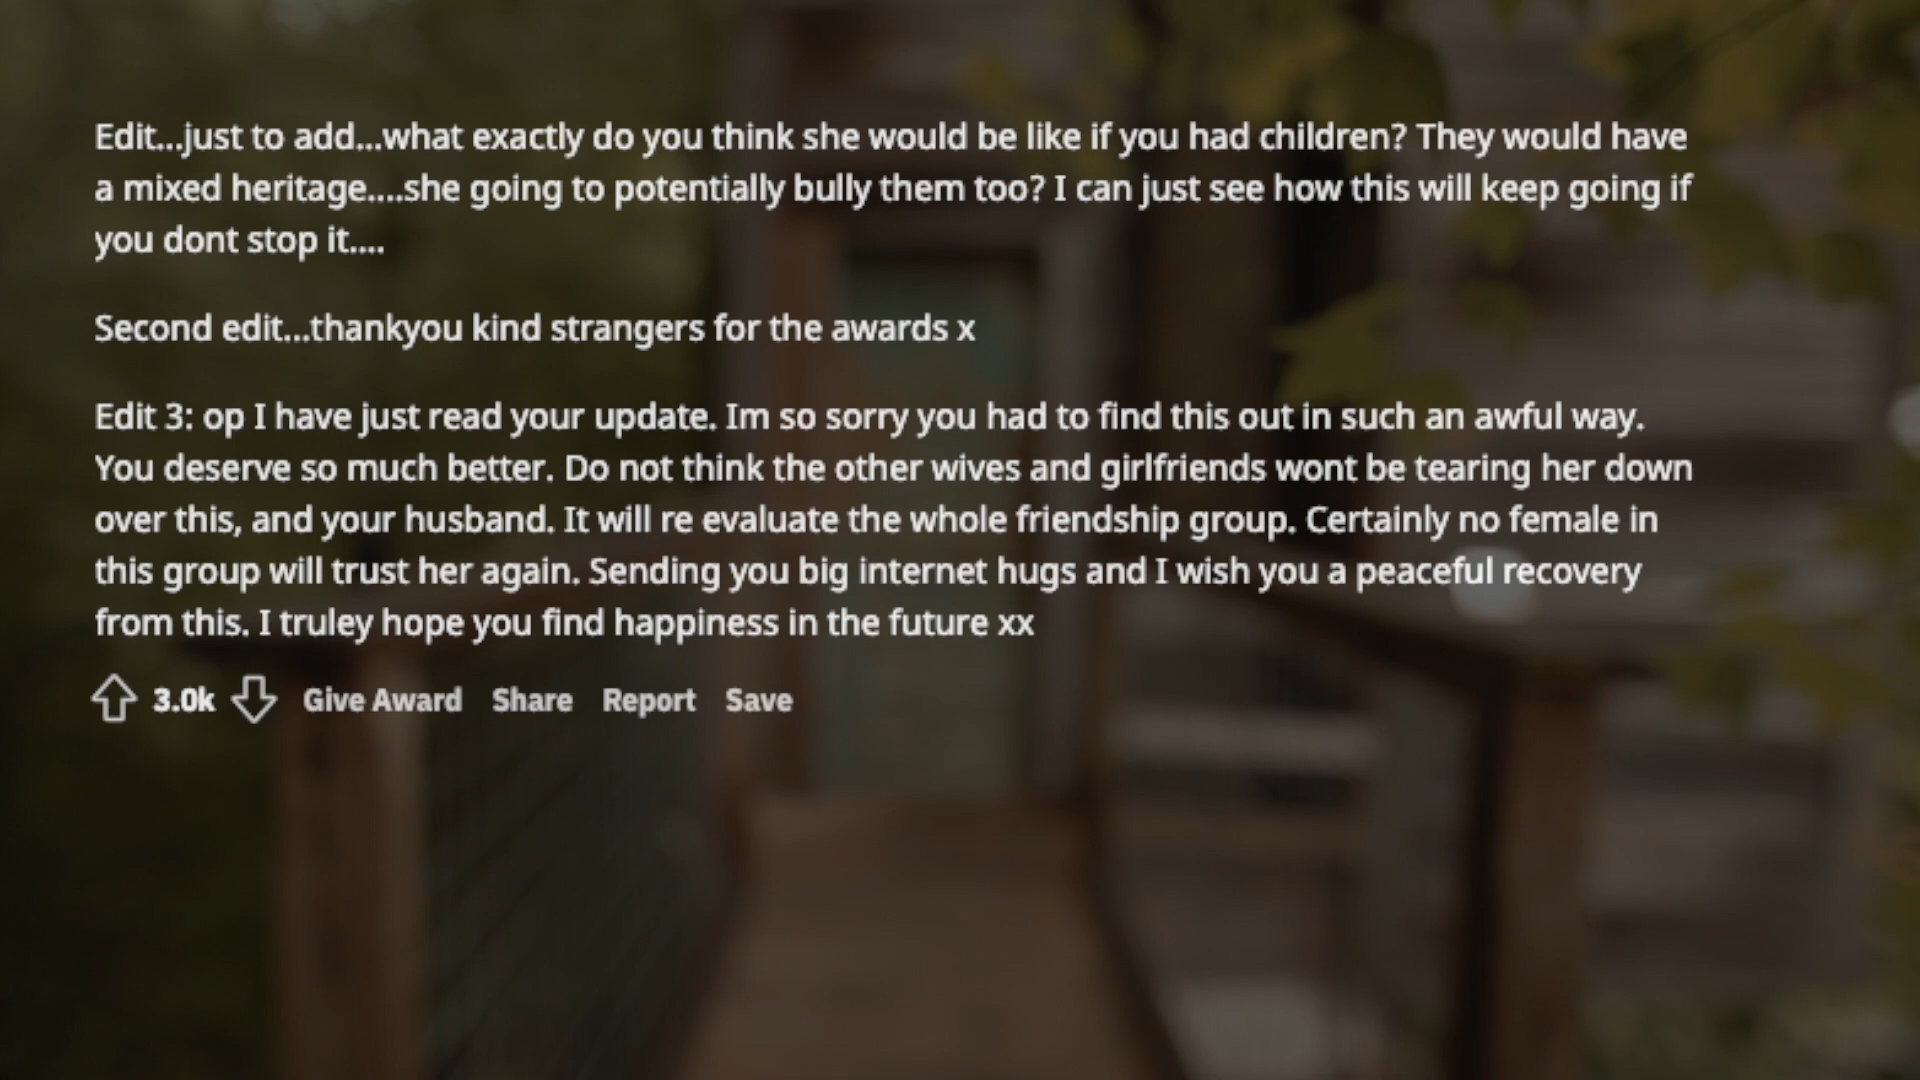 Edit...just to add...what exactly do you think she would be like if you had children? They would have
a mixed heritage....she going to potentially bully them too? I can just see how this will keep going if
you dont stop it....
Second edit...thankyou kind strangers for the awards x
Edit 3: op I have just read your update. Im so sorry you had to find this out in such an awful way.
You deserve so much better. Do not think the other wives and girlfriends wont be tearing her down
over this, and your husband. It will re evaluate the whole friendship group. Certainly no female in
this group will trust her again. Sending you big internet hugs and I wish you a peaceful recovery
from this. I truley hope you find happiness in the future xx
3.0k Give Award Share Report Save